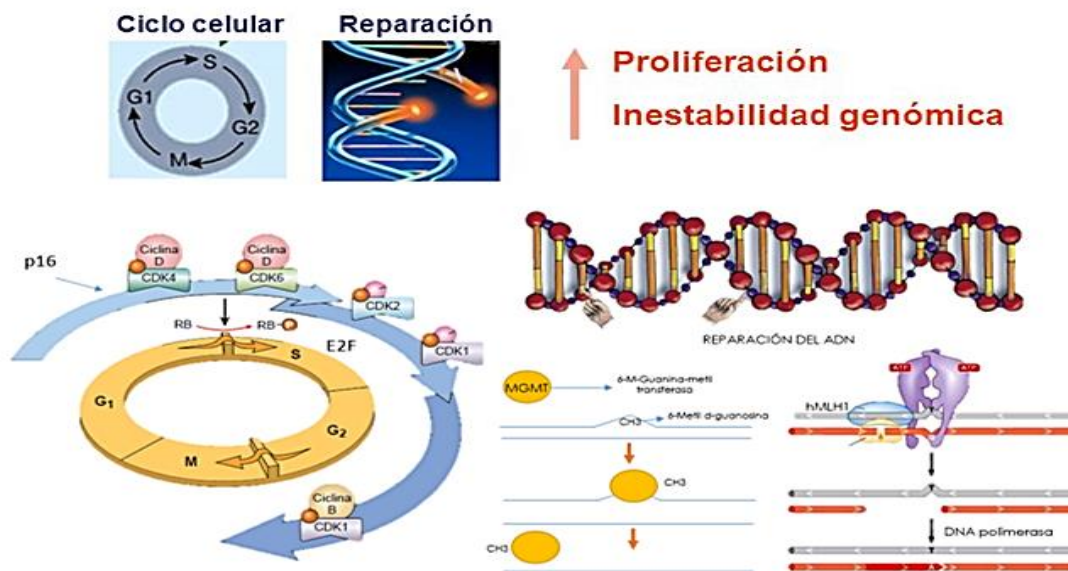 Ciclo celular
Reparación
S
G1
G2
M
Proliferación
Inestabilidad genómica
p16
Ciclina
D
CDK4
Ciclina
D
CDK6
CDK2
CDK1
RB
RB
E2F
S
G1
G2
M
Ciclina
B
CDK1
REPARACIÓN DEL ADN
MGMT
6-M-Guanina-metil
transferasa
CH3
6-Metil d-guanosina
CH3
CH3
ATP
ATP
hMLH1
DNA polimerasa